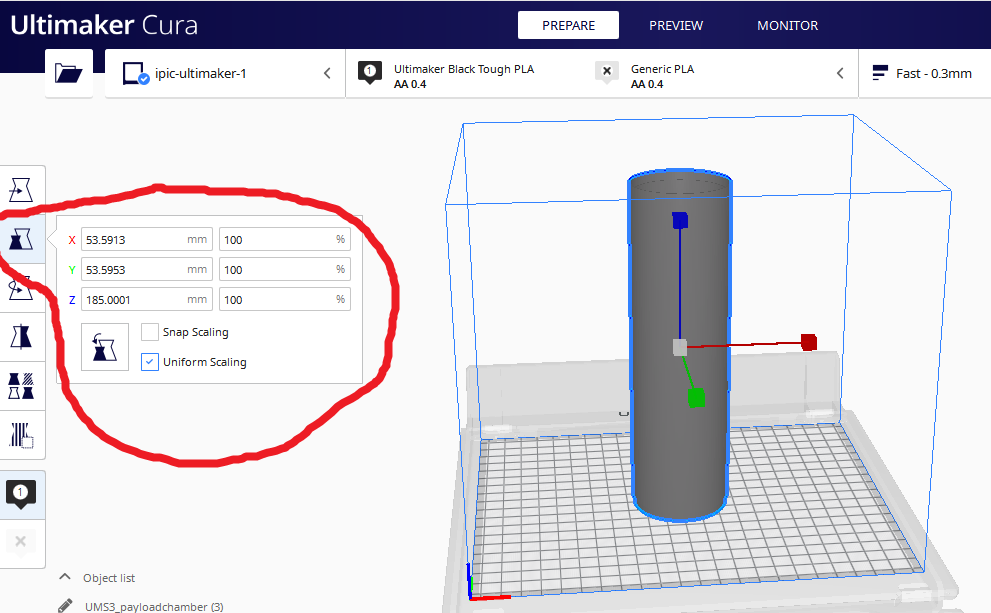 Ultimaker Cura
PREPARE
PREVIEW
MONITOR
ipic-ultimaker-1
1
Ultimaker Black Tough PLA
AA 0.4
Generic PLA
AA 0.4
Fast - 0.3mm
X 53.5913 mm 100 %
Y 53.5953 mm 100 %
Z 185.0001 mm 100 %
Snap Scaling
Uniform Scaling
1
Object list
UMS3_payloadchamber (3)